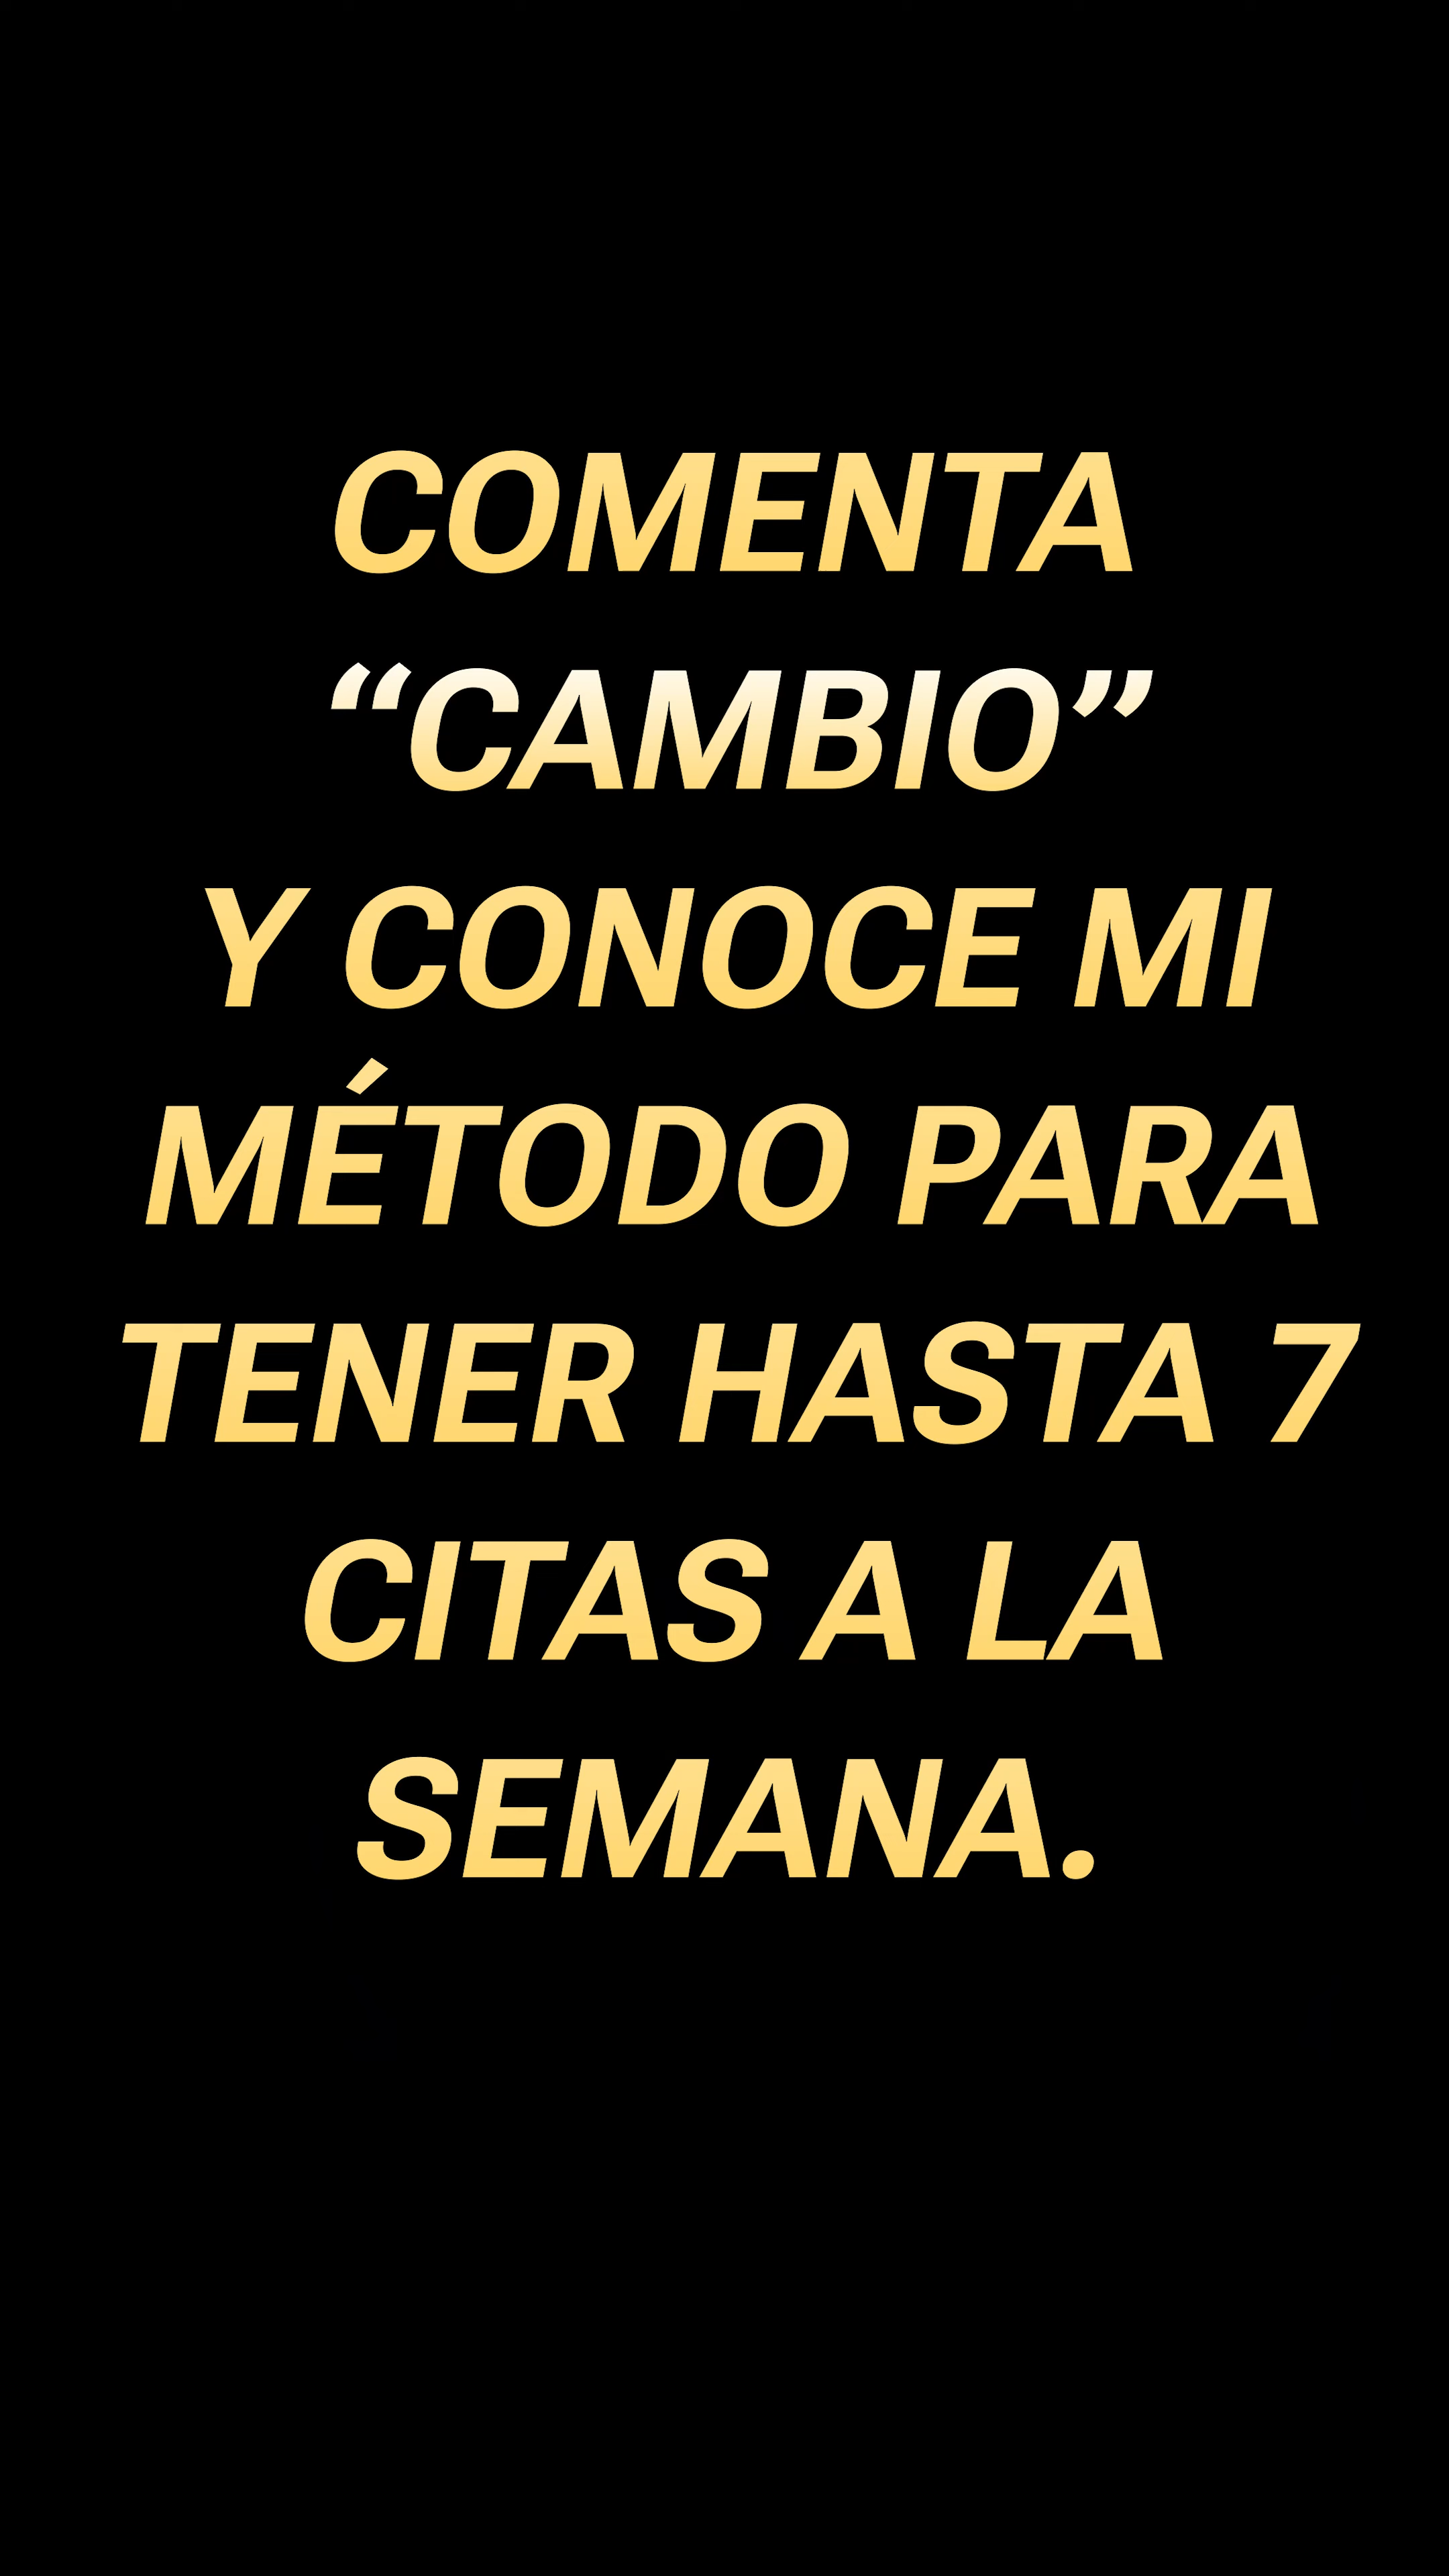 COMENTA
“CAMBIO”
Y CONOCE MI
MÉTODO PARA
TENER HASTA 7
CITAS A LA
SEMANA.